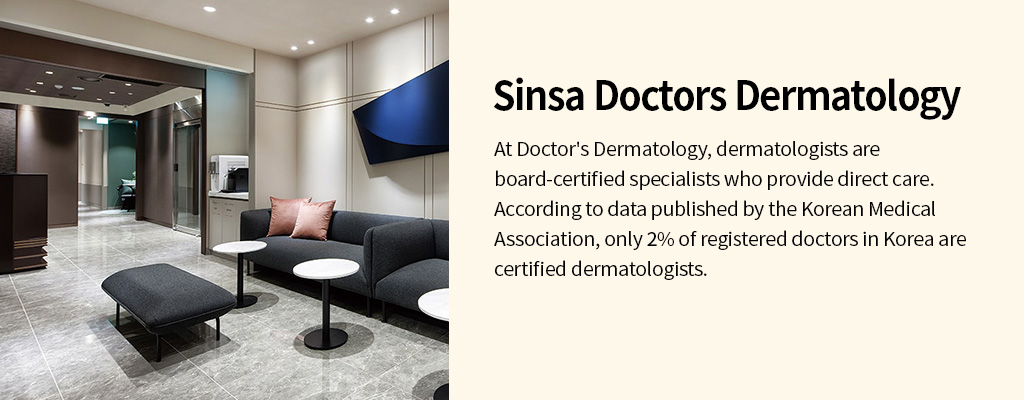 Sinsa Doctors Dermatology
At Doctor's Dermatology, dermatologists are
board-certified specialists who provide direct care.
According to data published by the Korean Medical
Association, only 2% of registered doctors in Korea are
certified dermatologists.